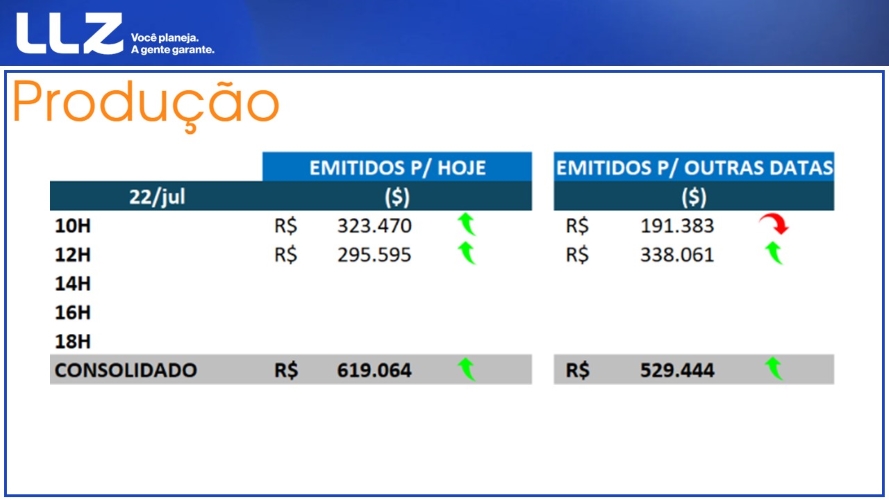 LLZ
Você planeja.
A gente garante.
Produção
EMITIDOS P/ HOJE EMITIDOS P/ OUTRAS DATAS
22/jul ($) ($)
10H R$ 323.470 R$ 191.383
12H R$ 295.595 R$ 338.061
14H
16H
18H
CONSOLIDADO R$ 619.064 R$ 529.444